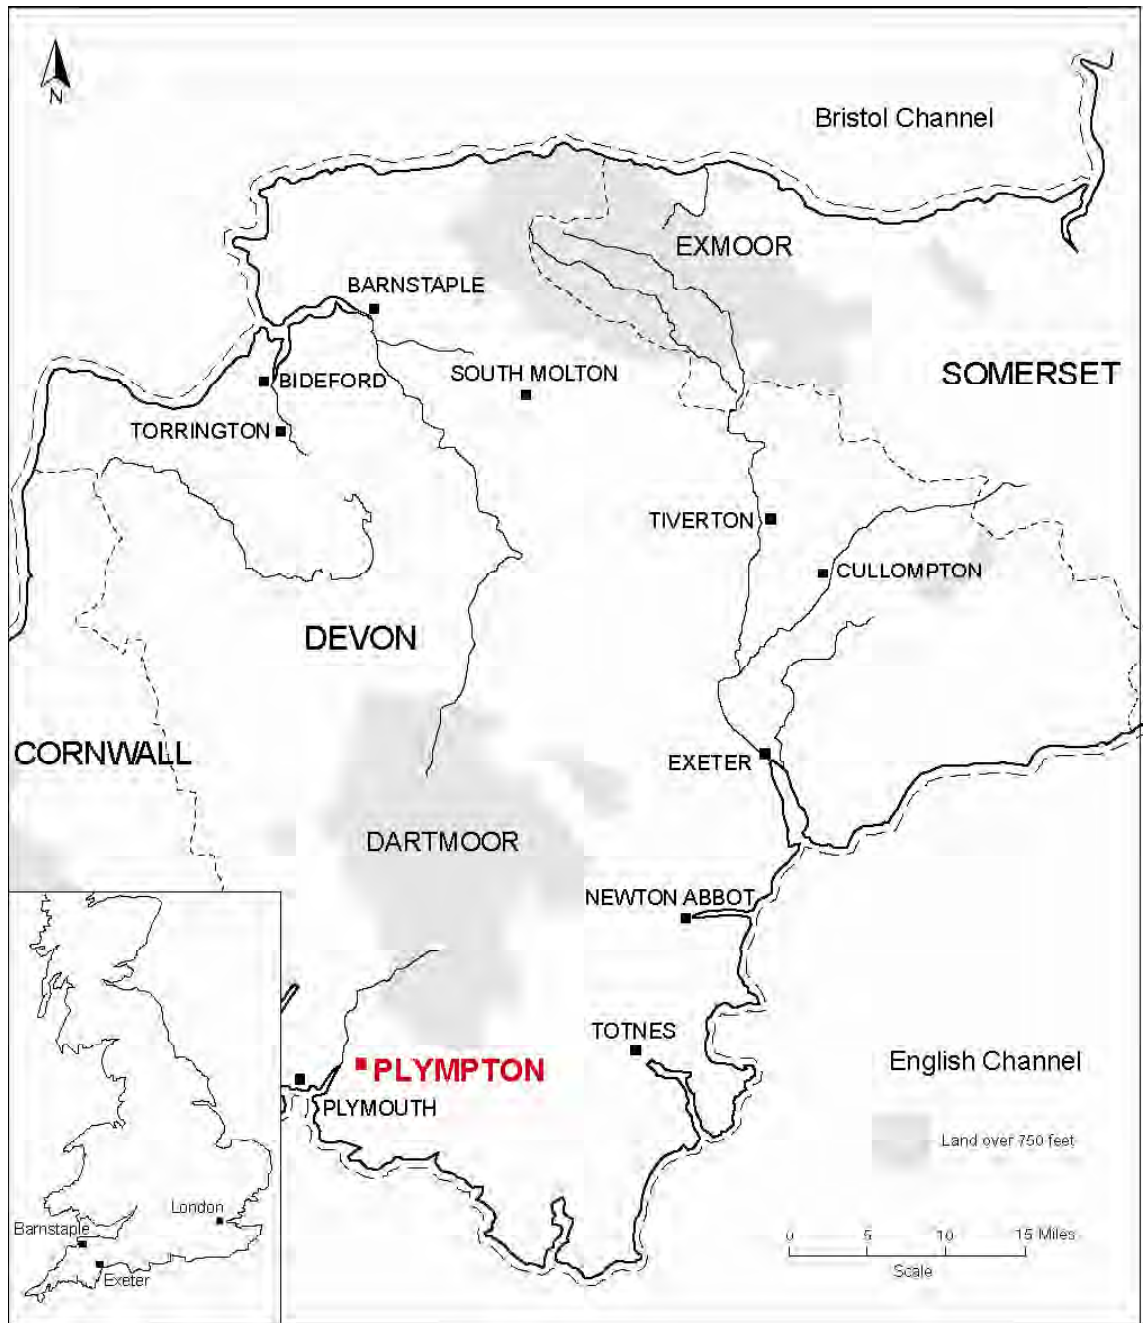 N
Bristol Channel
EXMOOR
BARNSTAPLE
SOUTH MOLTON
SOMERSET
BIDEFORD
TORRINGTON
TIVERTON
CULLOMPTON
DEVON
CORNWALL
EXETER
DARTMOOR
NEWTON ABBOT
TOTNES
PLYMPTON
PLYMOUTH
English Channel
Land over 750 feet
London
Barnstaple
Exeter
0 5 10 15 Miles
Scale